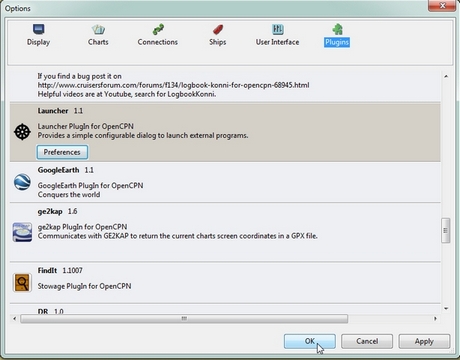 Options
Display
Charts
Connections
Ships
User Interface
Plugins
If you find a bug post it on
http://www.cruisersforum.com/forums/f134/logbook-konni-for-opencpn-68945.html
Helpful videos are at Youtube, search for LogbookKonni.
Launcher 1.1
Launcher PlugIn for OpenCPN
Provides a simple configurable dialog to launch external programs.
Preferences
GoogleEarth 1.1
GoogleEarth PlugIn for OpenCPN
Conquers the world
ge2kap 1.6
ge2kap PlugIn for OpenCPN
Communicates with GE2KAP to return the current charts screen coordinates in a GPX file.
FindIt 1.1007
Stowage PlugIn for OpenCPN
DR 1.0
OK
Cancel
Apply